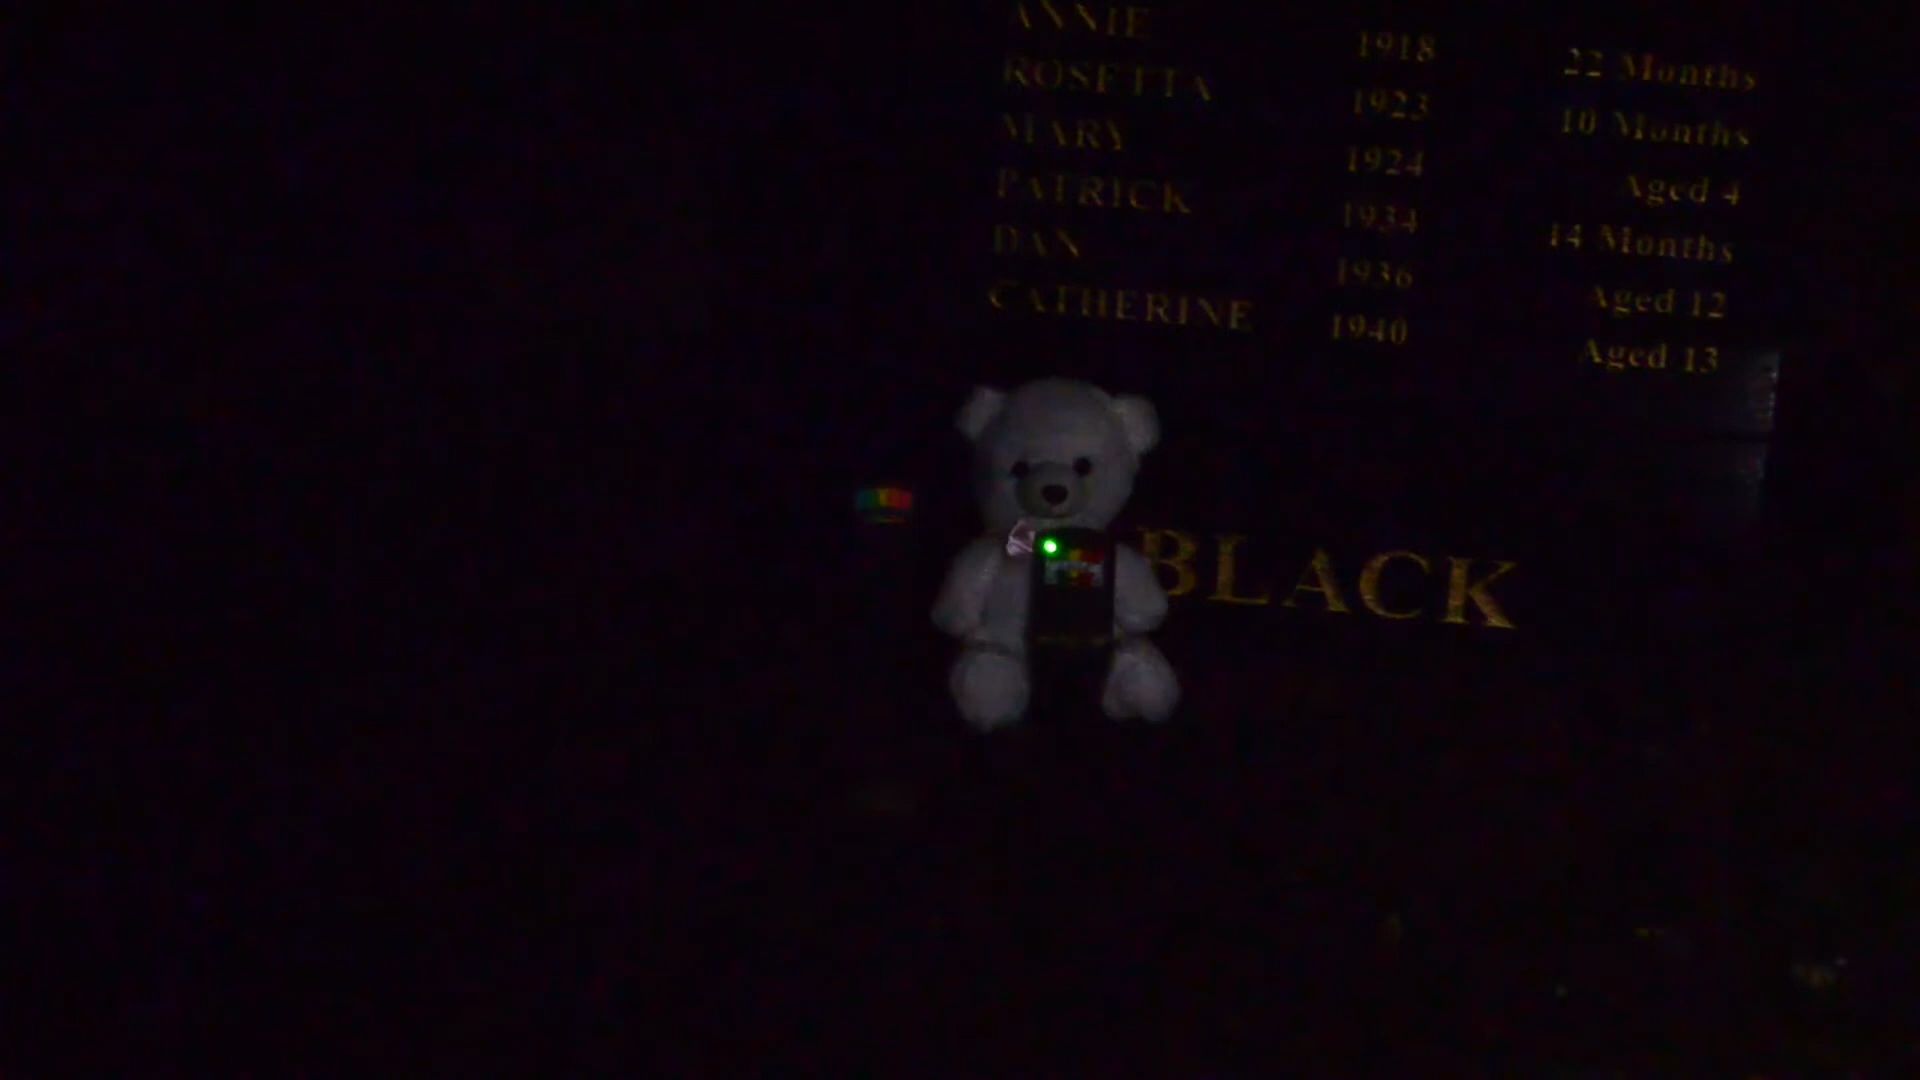 ANNIE 1918 22 Months
ROSETTA 1923 10 Months
MARY 1924 Aged 4
PATRICK 1934 14 Months
DAN 1936 Aged 12
CATHERINE 1940 Aged 13
BLACK